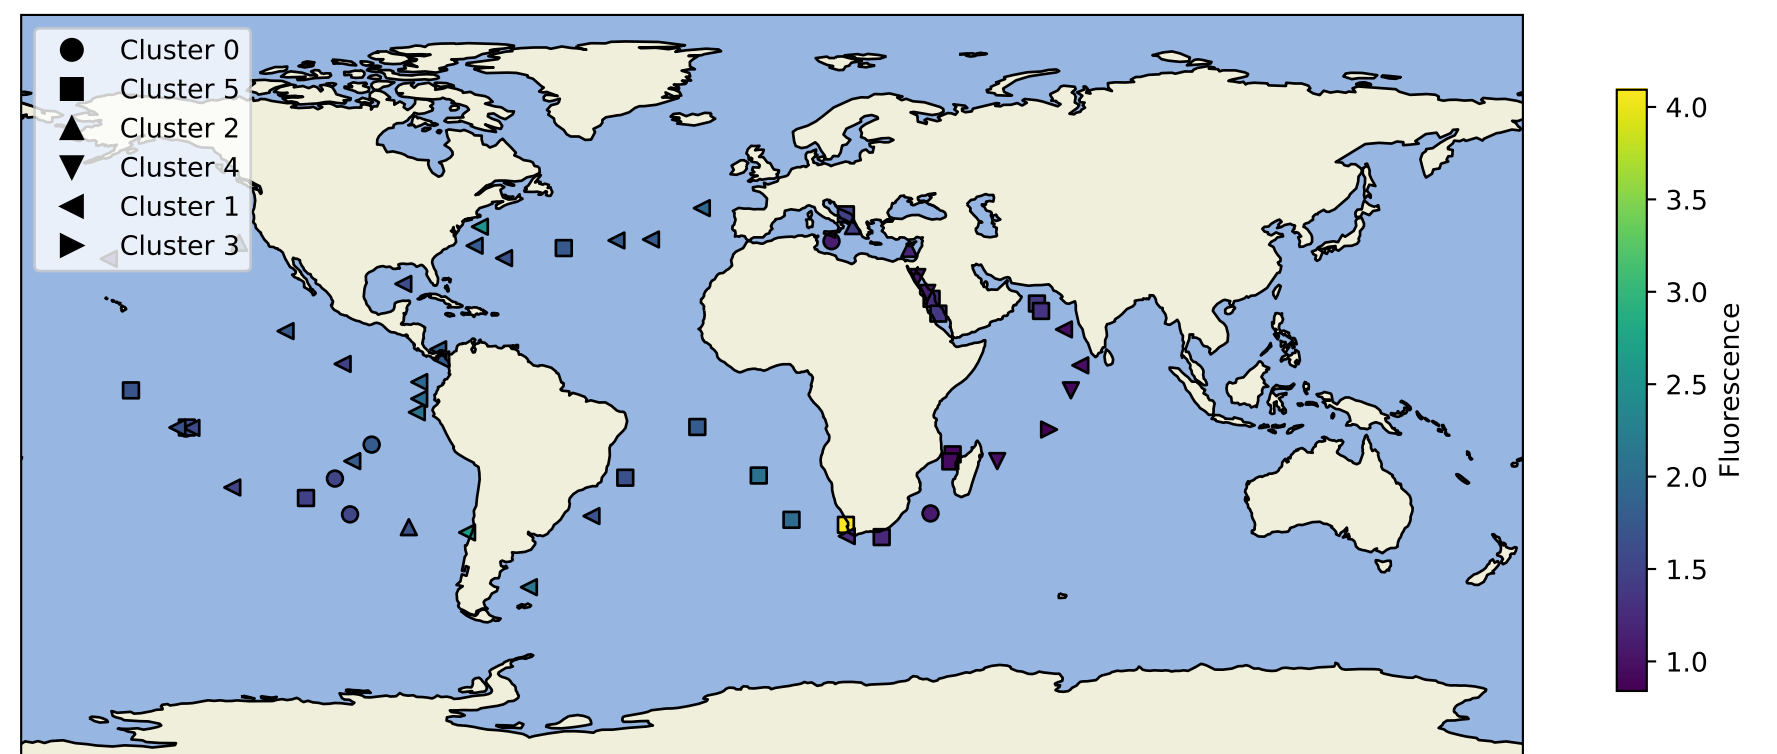 Cluster 0
Cluster 5
Cluster 2
Cluster 4
Cluster 1
Cluster 3
4.0
3.5
3.0
2.5
2.0
1.5
1.0
Fluorescence